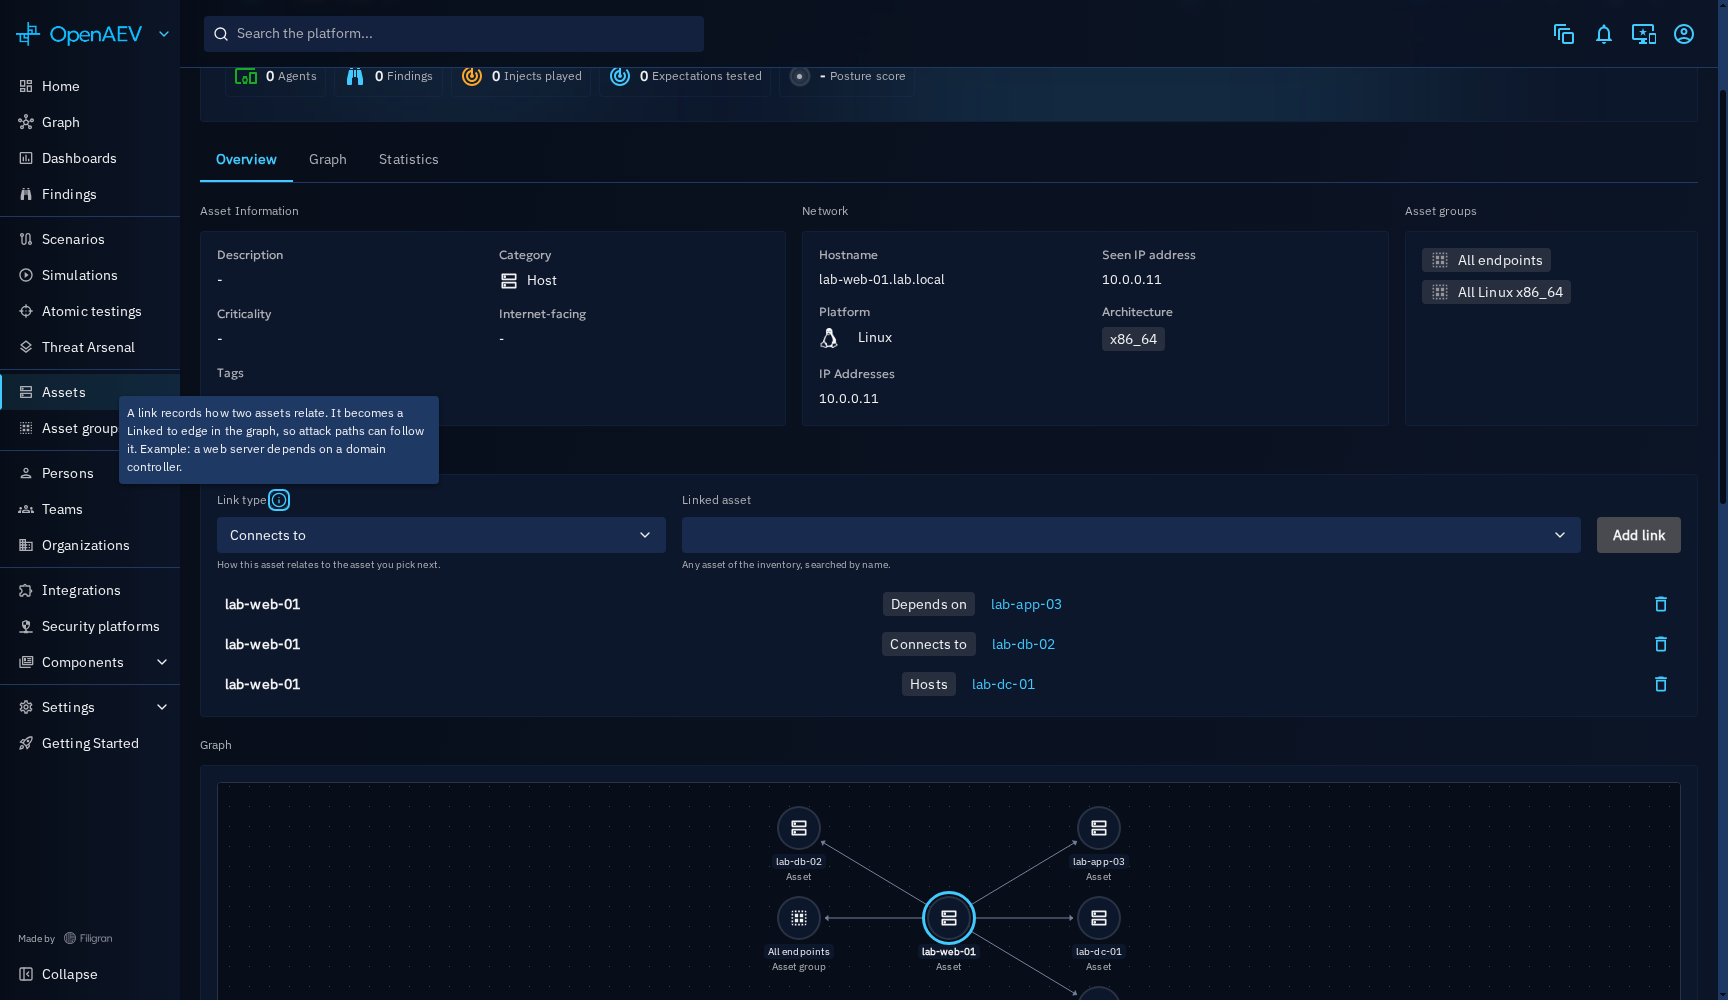 OpenAEV
Search the platform...
Home
Graph
Dashboards
Findings
Scenarios
Simulations
Atomic testings
Threat Arsenal
Assets
Asset group
Persons
Teams
Organizations
Integrations
Security platforms
Components
Settings
Getting Started
Made by Filigran
Collapse
0 Agents
0 Findings
0 Injects played
0 Expectations tested
- Posture score
Overview
Graph
Statistics
Asset Information
Description
-
Category
Host
Criticality
-
Internet-facing
-
Tags
Network
Hostname
lab-web-01.lab.local
Seen IP address
10.0.0.11
Platform
Linux
Architecture
x86_64
IP Addresses
10.0.0.11
Asset groups
All endpoints
All Linux x86_64
A link records how two assets relate. It becomes a
Linked to edge in the graph, so attack paths can follow
it. Example: a web server depends on a domain
controller.
Link type
Connects to
How this asset relates to the asset you pick next.
Linked asset
Any asset of the inventory, searched by name.
Add link
lab-web-01 Depends on lab-app-03
lab-web-01 Connects to lab-db-02
lab-web-01 Hosts lab-dc-01
Graph
lab-db-02
Asset
lab-app-03
Asset
All endpoints
Asset group
lab-web-01
Asset
lab-dc-01
Asset